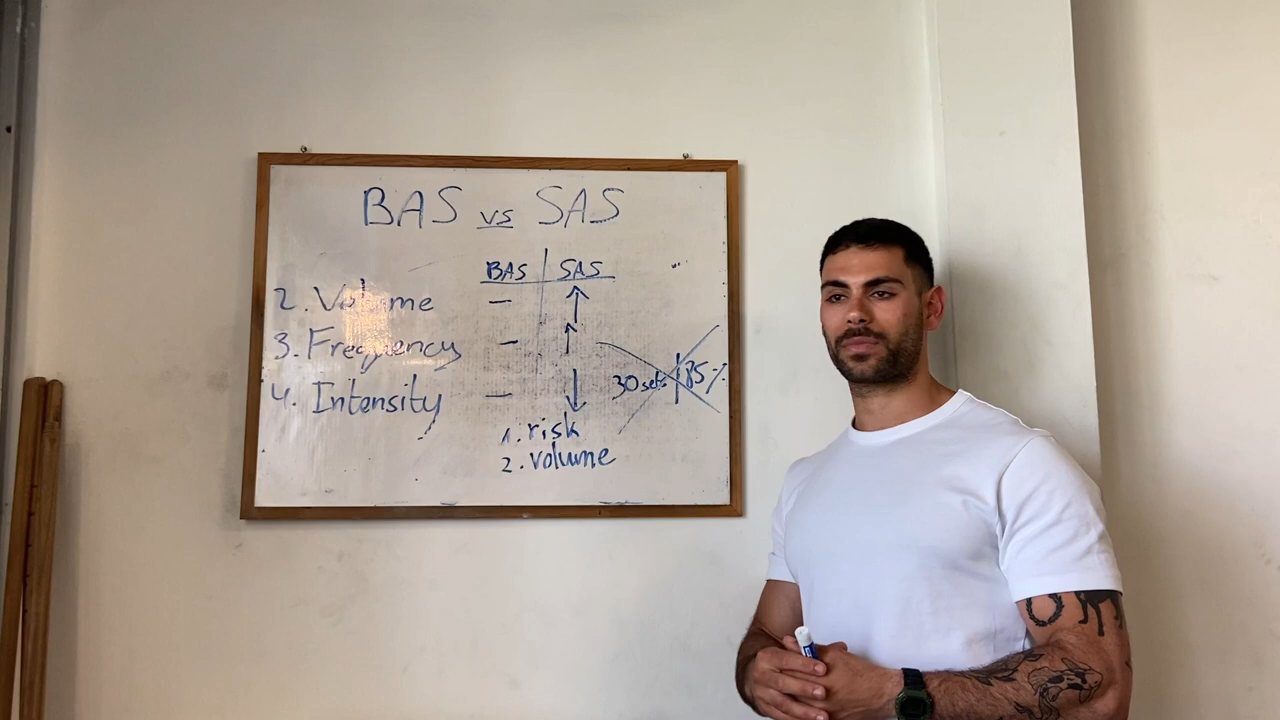 BAS vs SAS
BAS | SAS
2. Volume — ↑
3. Frequency — ↑
4. Intensity — ↓
30 sets | 85%
1. risk
2. volume